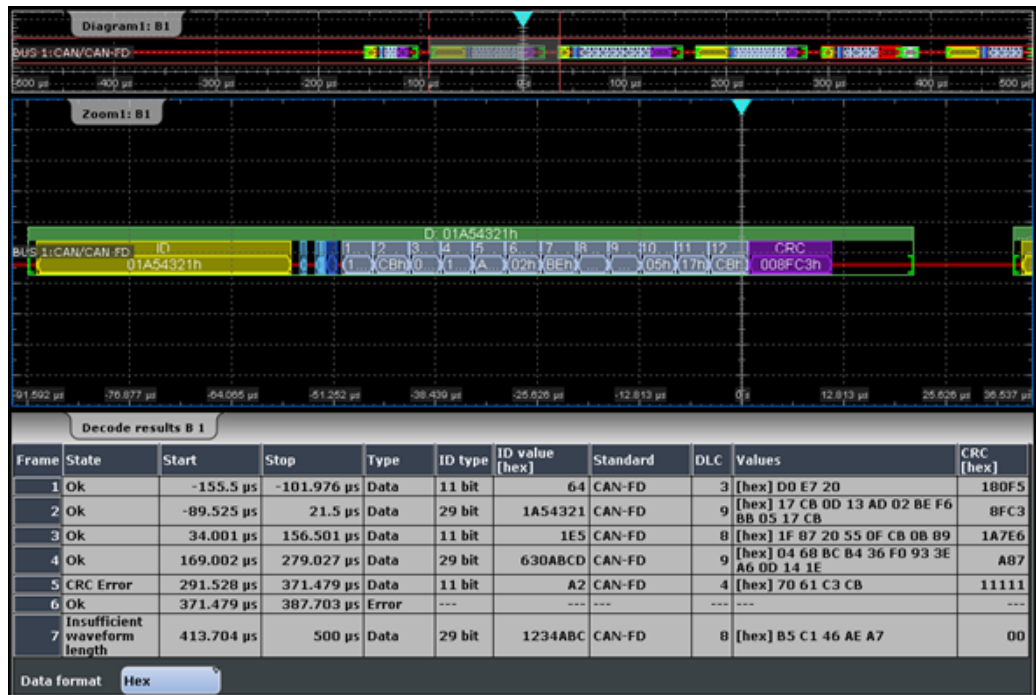 Diagram1: B1
BUS 1:CAN/CAN-FD
-400 µs -300 µs -200 µs -100 µs 0 s 100 µs 200 µs 300 µs 400 µs 500 µs
Zoom1: B1
D: 01A54321h
BUS 1:CAN/CAN-FD ID 1 2 3 4 5 6 7 8 9 10 11 12 CRC
01A54321h 1... CBh 0... 1... A... 02h BEh ... ... 05h 17h CBh 008FC3h
-91.592 µs -76.877 µs -64.065 µs -51.252 µs -38.439 µs -25.626 µs -12.813 µs 0 s 12.813 µs 25.626 µs 36.537 µs
Decode results B 1
Frame State Start Stop Type ID type ID value [hex] Standard DLC Values CRC [hex]
1 Ok -155.5 µs -101.976 µs Data 11 bit 64 CAN-FD 3 [hex] D0 E7 20 180F5
2 Ok -89.525 µs 21.5 µs Data 29 bit 1A54321 CAN-FD 9 [hex] 17 CB 0D 13 AD 02 BE F6 BB 05 17 CB 8FC3
3 Ok 34.001 µs 156.501 µs Data 11 bit 1E5 CAN-FD 8 [hex] 1F 87 20 55 0F CB 0B 89 1A7E6
4 Ok 169.002 µs 279.027 µs Data 29 bit 630ABCD CAN-FD 9 [hex] 04 68 BC B4 36 F0 93 3E A6 0D 14 1E A87
5 CRC Error 291.528 µs 371.479 µs Data 11 bit A2 CAN-FD 4 [hex] 70 61 C3 CB 11111
6 Ok 371.479 µs 387.703 µs Error --- --- --- --- --- ---
7 Insufficient waveform length 413.704 µs 500 µs Data 29 bit 1234ABC CAN-FD 8 [hex] B5 C1 46 AE A7 00
Data format Hex